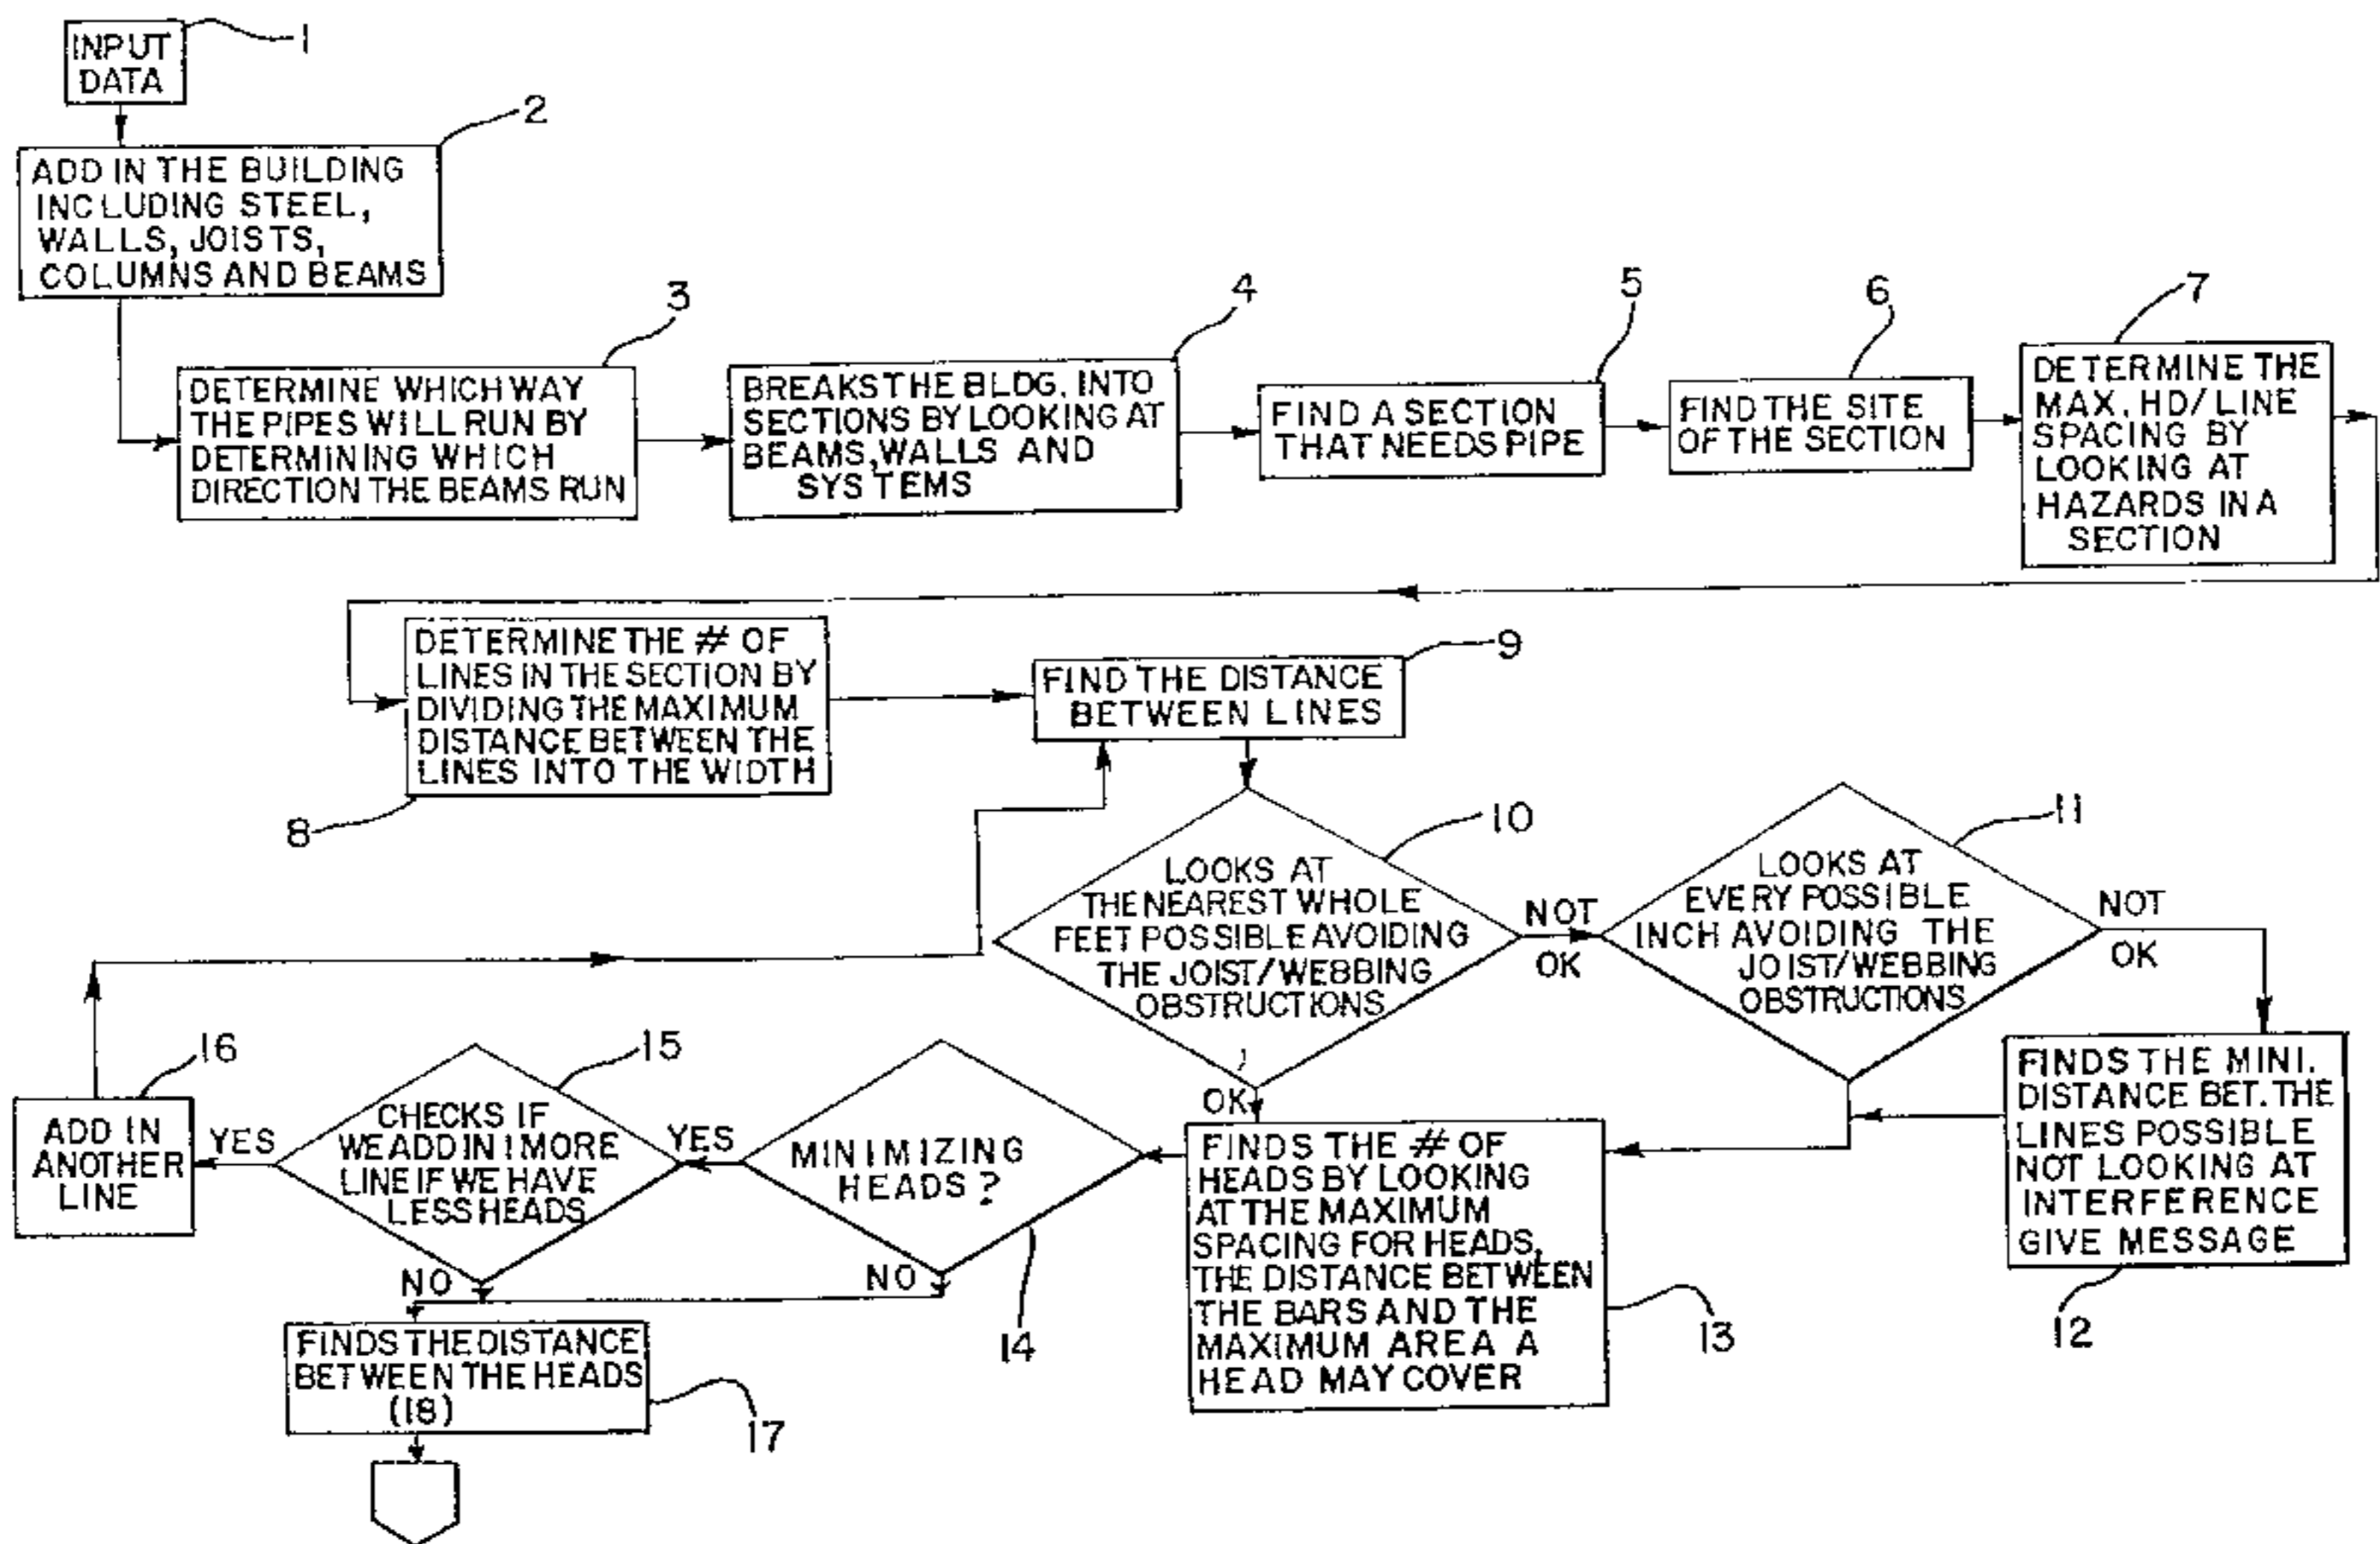 INPUT
DATA
1
2
ADD IN THE BUILDING
INCLUDING STEEL,
WALLS, JOISTS,
COLUMNS AND BEAMS
3
DETERMINE WHICH WAY
THE PIPES WILL RUN BY
DETERMINING WHICH
DIRECTION THE BEAMS RUN
4
BREAKS THE BLDG. INTO
SECTIONS BY LOOKING AT
BEAMS, WALLS AND
SYSTEMS
5
FIND A SECTION
THAT NEEDS PIPE
6
FIND THE SITE
OF THE SECTION
7
DETERMINE THE
MAX. HD/LINE
SPACING BY
LOOKING AT
HAZARDS IN A
SECTION
DETERMINE THE # OF
LINES IN THE SECTION BY
DIVIDING THE MAXIMUM
DISTANCE BETWEEN THE
LINES INTO THE WIDTH
8
9
FIND THE DISTANCE
BETWEEN LINES
10
LOOKS AT
THE NEAREST WHOLE
FEET POSSIBLE AVOIDING
THE JOIST/WEBBING
OBSTRUCTIONS
NOT
OK
OK
11
LOOKS AT
EVERY POSSIBLE
INCH AVOIDING THE
JOIST/WEBBING
OBSTRUCTIONS
NOT
OK
FINDS THE MINI.
DISTANCE BET. THE
LINES POSSIBLE
NOT LOOKING AT
INTERFERENCE
GIVE MESSAGE
12
FINDS THE # OF
HEADS BY LOOKING
AT THE MAXIMUM
SPACING FOR HEADS,
THE DISTANCE BETWEEN
THE BARS AND THE
MAXIMUM AREA A
HEAD MAY COVER
13
MINIMIZING
HEADS?
14
YES
NO
15
CHECKS IF
WE ADD IN 1 MORE
LINE IF WE HAVE
LESS HEADS
YES
NO
16
ADD IN
ANOTHER
LINE
FINDS THE DISTANCE
BETWEEN THE HEADS
(18)
17